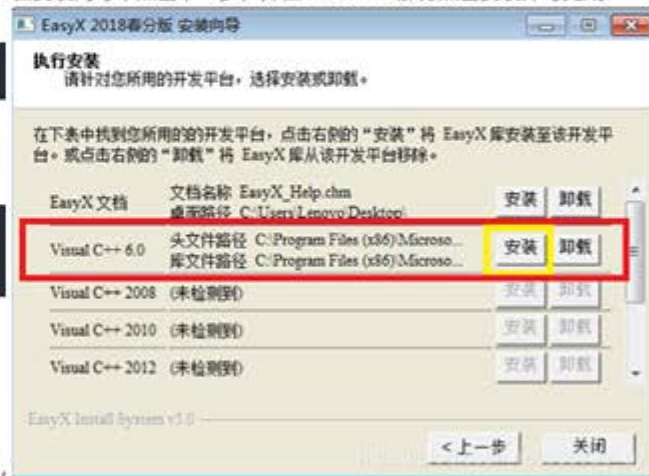 EasyX 2018春分版 安装向导
执行安装
请针对您所用的开发平台，选择安装或卸载。
在下表中找到您所用的的开发平台，点击右侧的“安装”将 EasyX 库安装至该开发平
台。或点击右侧的“卸载”将 EasyX 库从该开发平台移除。
EasyX 文档 文档名称 EasyX_Help.chm 安装 卸载
桌面路径 C:\Users\Lenovo\Desktop\
Visual C++ 6.0 头文件路径 C:\Program Files (x86)\Microso... 安装 卸载
库文件路径 C:\Program Files (x86)\Microso...
Visual C++ 2008 (未检测到) 安装 卸载
Visual C++ 2010 (未检测到) 安装 卸载
Visual C++ 2012 (未检测到) 安装 卸载
EasyX Install System v3.0
<上一步 关闭